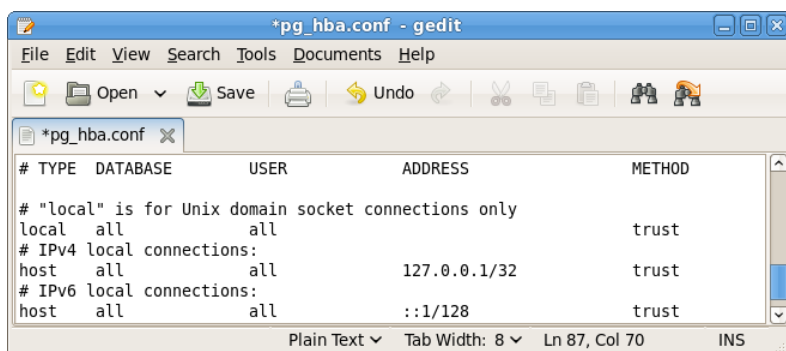 *pg_hba.conf - gedit
File Edit View Search Tools Documents Help
Open Save Undo
*pg_hba.conf
# TYPE DATABASE USER ADDRESS METHOD
# "local" is for Unix domain socket connections only
local all all trust
# IPv4 local connections:
host all all 127.0.0.1/32 trust
# IPv6 local connections:
host all all ::1/128 trust
Plain Text Tab Width: 8 Ln 87, Col 70 INS